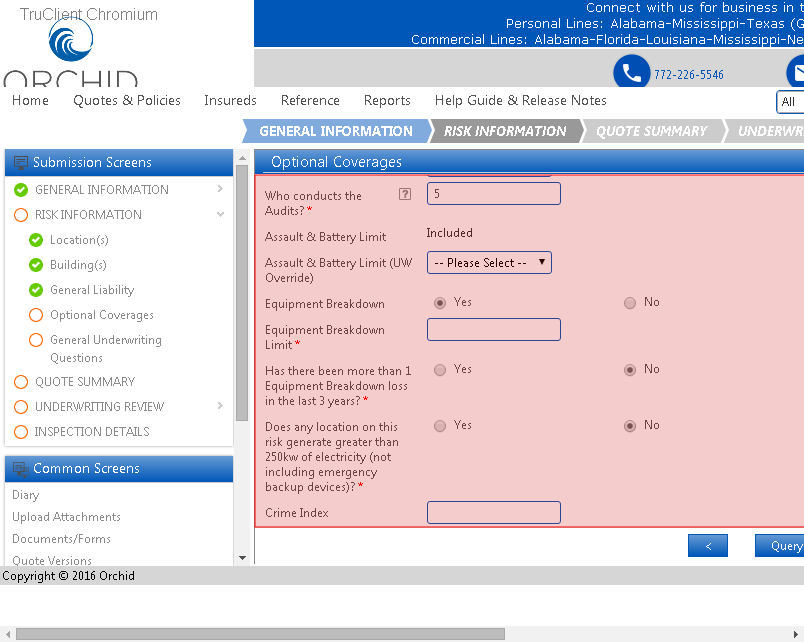 TruClient Chromium
ORCHID
Connect with us for business in t
Personal Lines: Alabama-Mississippi-Texas (G
Commercial Lines: Alabama-Florida-Louisiana-Mississippi-Ne
772-226-5546
Home Quotes & Policies Insureds Reference Reports Help Guide & Release Notes All
GENERAL INFORMATION RISK INFORMATION QUOTE SUMMARY UNDERWR
Submission Screens
GENERAL INFORMATION
RISK INFORMATION
Location(s)
Building(s)
General Liability
Optional Coverages
General Underwriting
Questions
QUOTE SUMMARY
UNDERWRITING REVIEW
INSPECTION DETAILS
Common Screens
Diary
Upload Attachments
Documents/Forms
Quote Versions
Optional Coverages
Who conducts the ? 5
Audits? *
Assault & Battery Limit Included
Assault & Battery Limit (UW -- Please Select --
Override)
Equipment Breakdown Yes No
Equipment Breakdown
Limit *
Has there been more than 1 Yes No
Equipment Breakdown loss
in the last 3 years? *
Does any location on this Yes No
risk generate greater than
250kw of electricity (not
including emergency
backup devices)? *
Crime Index
< Query
Copyright © 2016 Orchid